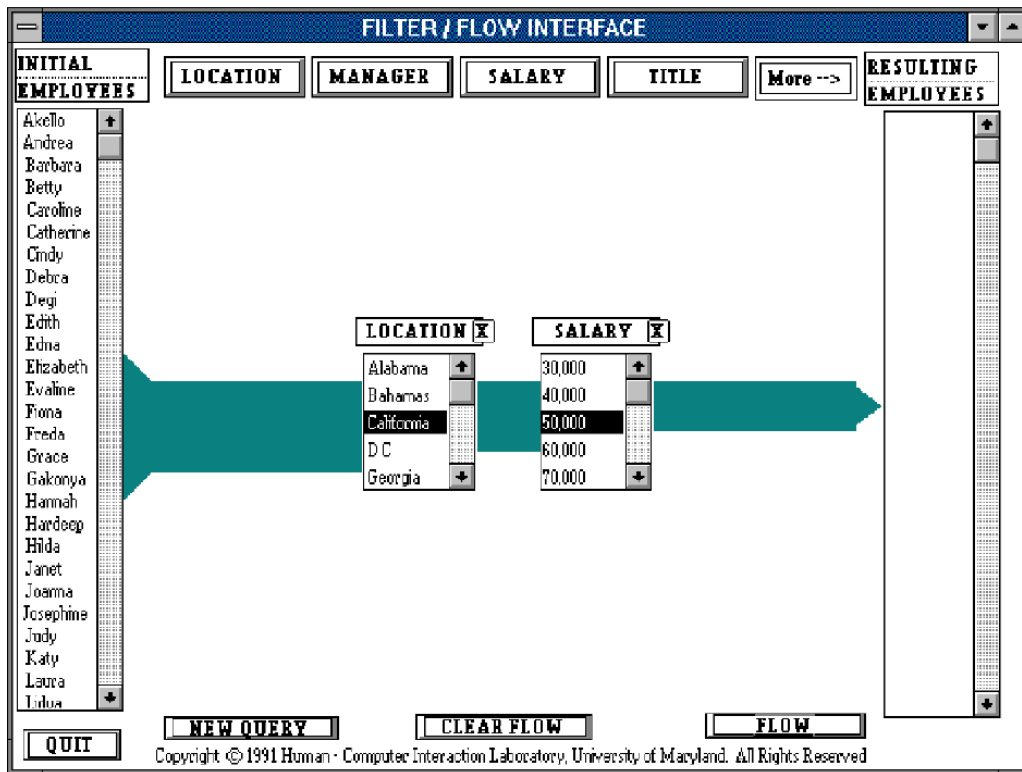 FILTER / FLOW INTERFACE
INITIAL
EMPLOYEES
LOCATION
MANAGER
SALARY
TITLE
More -->
RESULTING
EMPLOYEES
Akello
Andrea
Barbara
Betty
Caroline
Catherine
Cindy
Debra
Degi
Edith
Edna
Elizabeth
Evaline
Fiona
Freda
Grace
Gakonya
Hannah
Hardeep
Hilda
Janet
Joanna
Josephine
Judy
Katy
Laura
LOCATION X
Alabama
Bahamas
California
D C
Georgia
SALARY X
30,000
40,000
50,000
60,000
70,000
NEW QUERY
CLEAR FLOW
FLOW
QUIT
Copyright © 1991 Human - Computer Interaction Laboratory, University of Maryland. All Rights Reserved